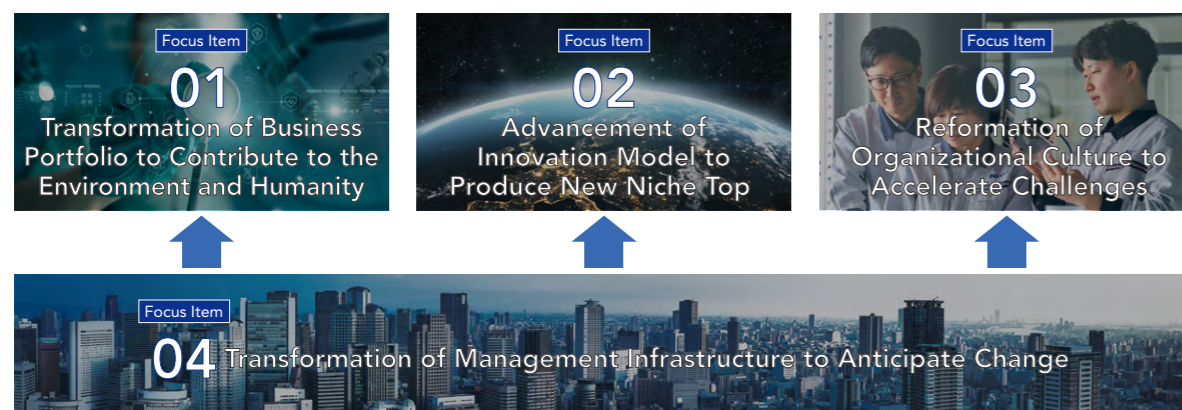 Focus Item
01
Transformation of Business
Portfolio to Contribute to the
Environment and Humanity
Focus Item
02
Advancement of
Innovation Model to
Produce New Niche Top
Focus Item
03
Reformation of
Organizational Culture to
Accelerate Challenges
Focus Item
04 Transformation of Management Infrastructure to Anticipate Change